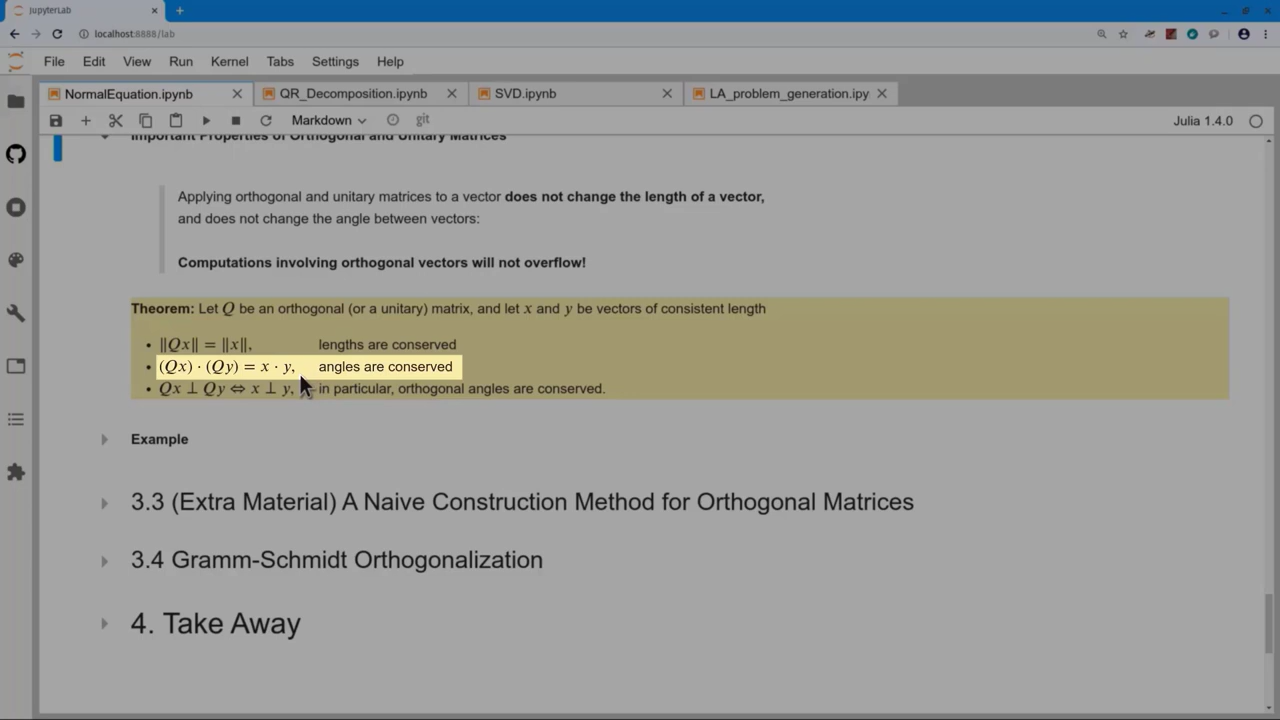 JupyterLab
localhost:8888/lab
File Edit View Run Kernel Tabs Settings Help
NormalEquation.ipynb QR_Decomposition.ipynb SVD.ipynb LA_problem_generation.ipy
Markdown git Julia 1.4.0
Important Properties of Orthogonal and Unitary Matrices
Applying orthogonal and unitary matrices to a vector does not change the length of a vector,
and does not change the angle between vectors:
Computations involving orthogonal vectors will not overflow!
Theorem: Let Q be an orthogonal (or a unitary) matrix, and let x and y be vectors of consistent length
• ‖Qx‖ = ‖x‖, lengths are conserved
• (Qx) · (Qy) = x · y, angles are conserved
• Qx ⊥ Qy ⇔ x ⊥ y, in particular, orthogonal angles are conserved.
Example
3.3 (Extra Material) A Naive Construction Method for Orthogonal Matrices
3.4 Gramm-Schmidt Orthogonalization
4. Take Away